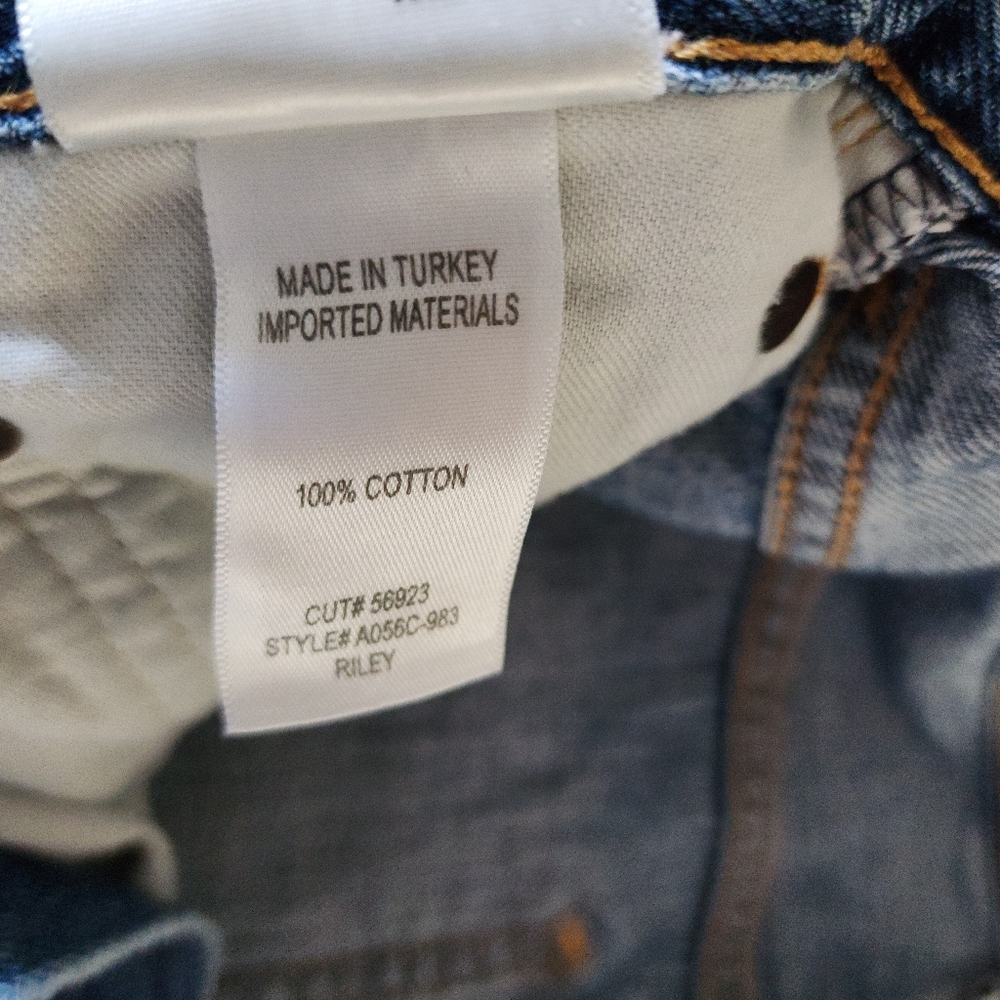 MADE IN TURKEY
IMPORTED MATERIALS
100% COTTON
CUT# 56923
STYLE# A056C-983
RILEY